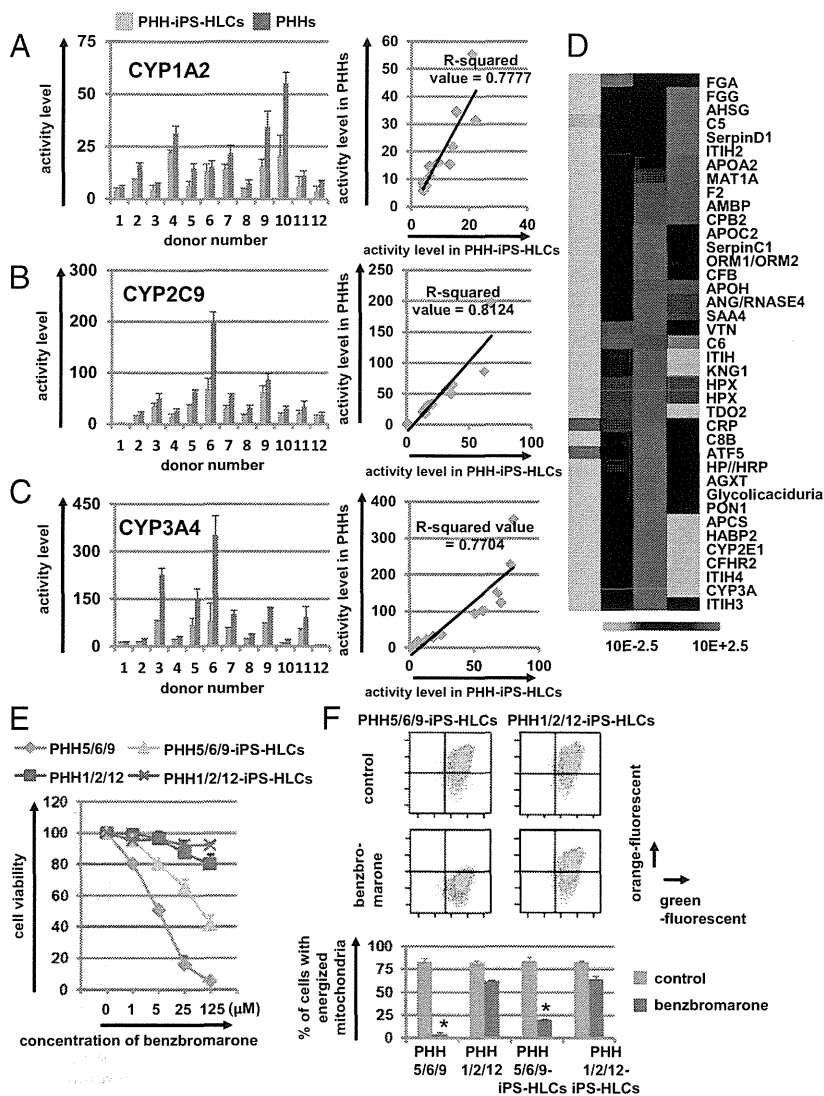 PHH-iPS-HLCs PHHs
A
CYP1A2
activity level
75
50
25
0
1 2 3 4 5 6 7 8 9 10 11 12
donor number
activity level in PHHs
R-squared
value = 0.7777
60
50
40
30
20
10
0
0 20 40
activity level in PHH-iPS-HLCs
B
CYP2C9
activity level
300
200
100
0
1 2 3 4 5 6 7 8 9 10 11 12
donor number
activity level in PHHs
R-squared
value = 0.8124
250
200
150
100
50
0
0 50 100
activity level in PHH-iPS-HLCs
C
CYP3A4
activity level
450
300
150
0
1 2 3 4 5 6 7 8 9 10 11 12
donor number
activity level in PHHs
R-squared value
= 0.7704
400
300
200
100
0
0 50 100
activity level in PHH-iPS-HLCs
D
FGA
FGG
AHSG
C5
SerpinD1
ITIH2
APOA2
MAT1A
F2
AMBP
CPB2
APOC2
SerpinC1
ORM1/ORM2
CFB
APOH
ANG/RNASE4
SAA4
VTN
C6
ITIH
KNG1
HPX
HPX
TDO2
CRP
C8B
ATF5
HP//HRP
AGXT
Glycolicaciduria
PON1
APCS
HABP2
CYP2E1
CFHR2
ITIH4
CYP3A
ITIH3
10E-2.5 10E+2.5
E
PHH5/6/9 PHH5/6/9-iPS-HLCs
PHH1/2/12 PHH1/2/12-iPS-HLCs
cell viability
120
100
80
60
40
20
0
0 1 5 25 125 (μM)
concentration of benzbromarone
F
PHH5/6/9-iPS-HLCs PHH1/2/12-iPS-HLCs
control
benzbro-
marone
orange-fluorescent
green
-fluorescent
% of cells with
energized
mitochondria
100
75
50
25
0
* *
control
benzbromarone
PHH PHH PHH PHH
5/6/9 1/2/12 5/6/9- 1/2/12-
iPS-HLCs iPS-HLCs